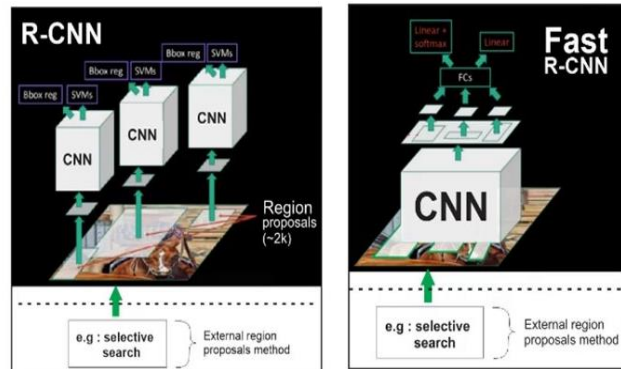 R-CNN
Bbox reg SVMs
Bbox reg SVMs
Bbox reg SVMs
CNN
CNN
CNN
Region
proposals
(~2k)
e.g : selective
search
External region
proposals method
Fast
R-CNN
Linear +
softmax
Linear
FCs
CNN
e.g : selective
search
External region
proposals method